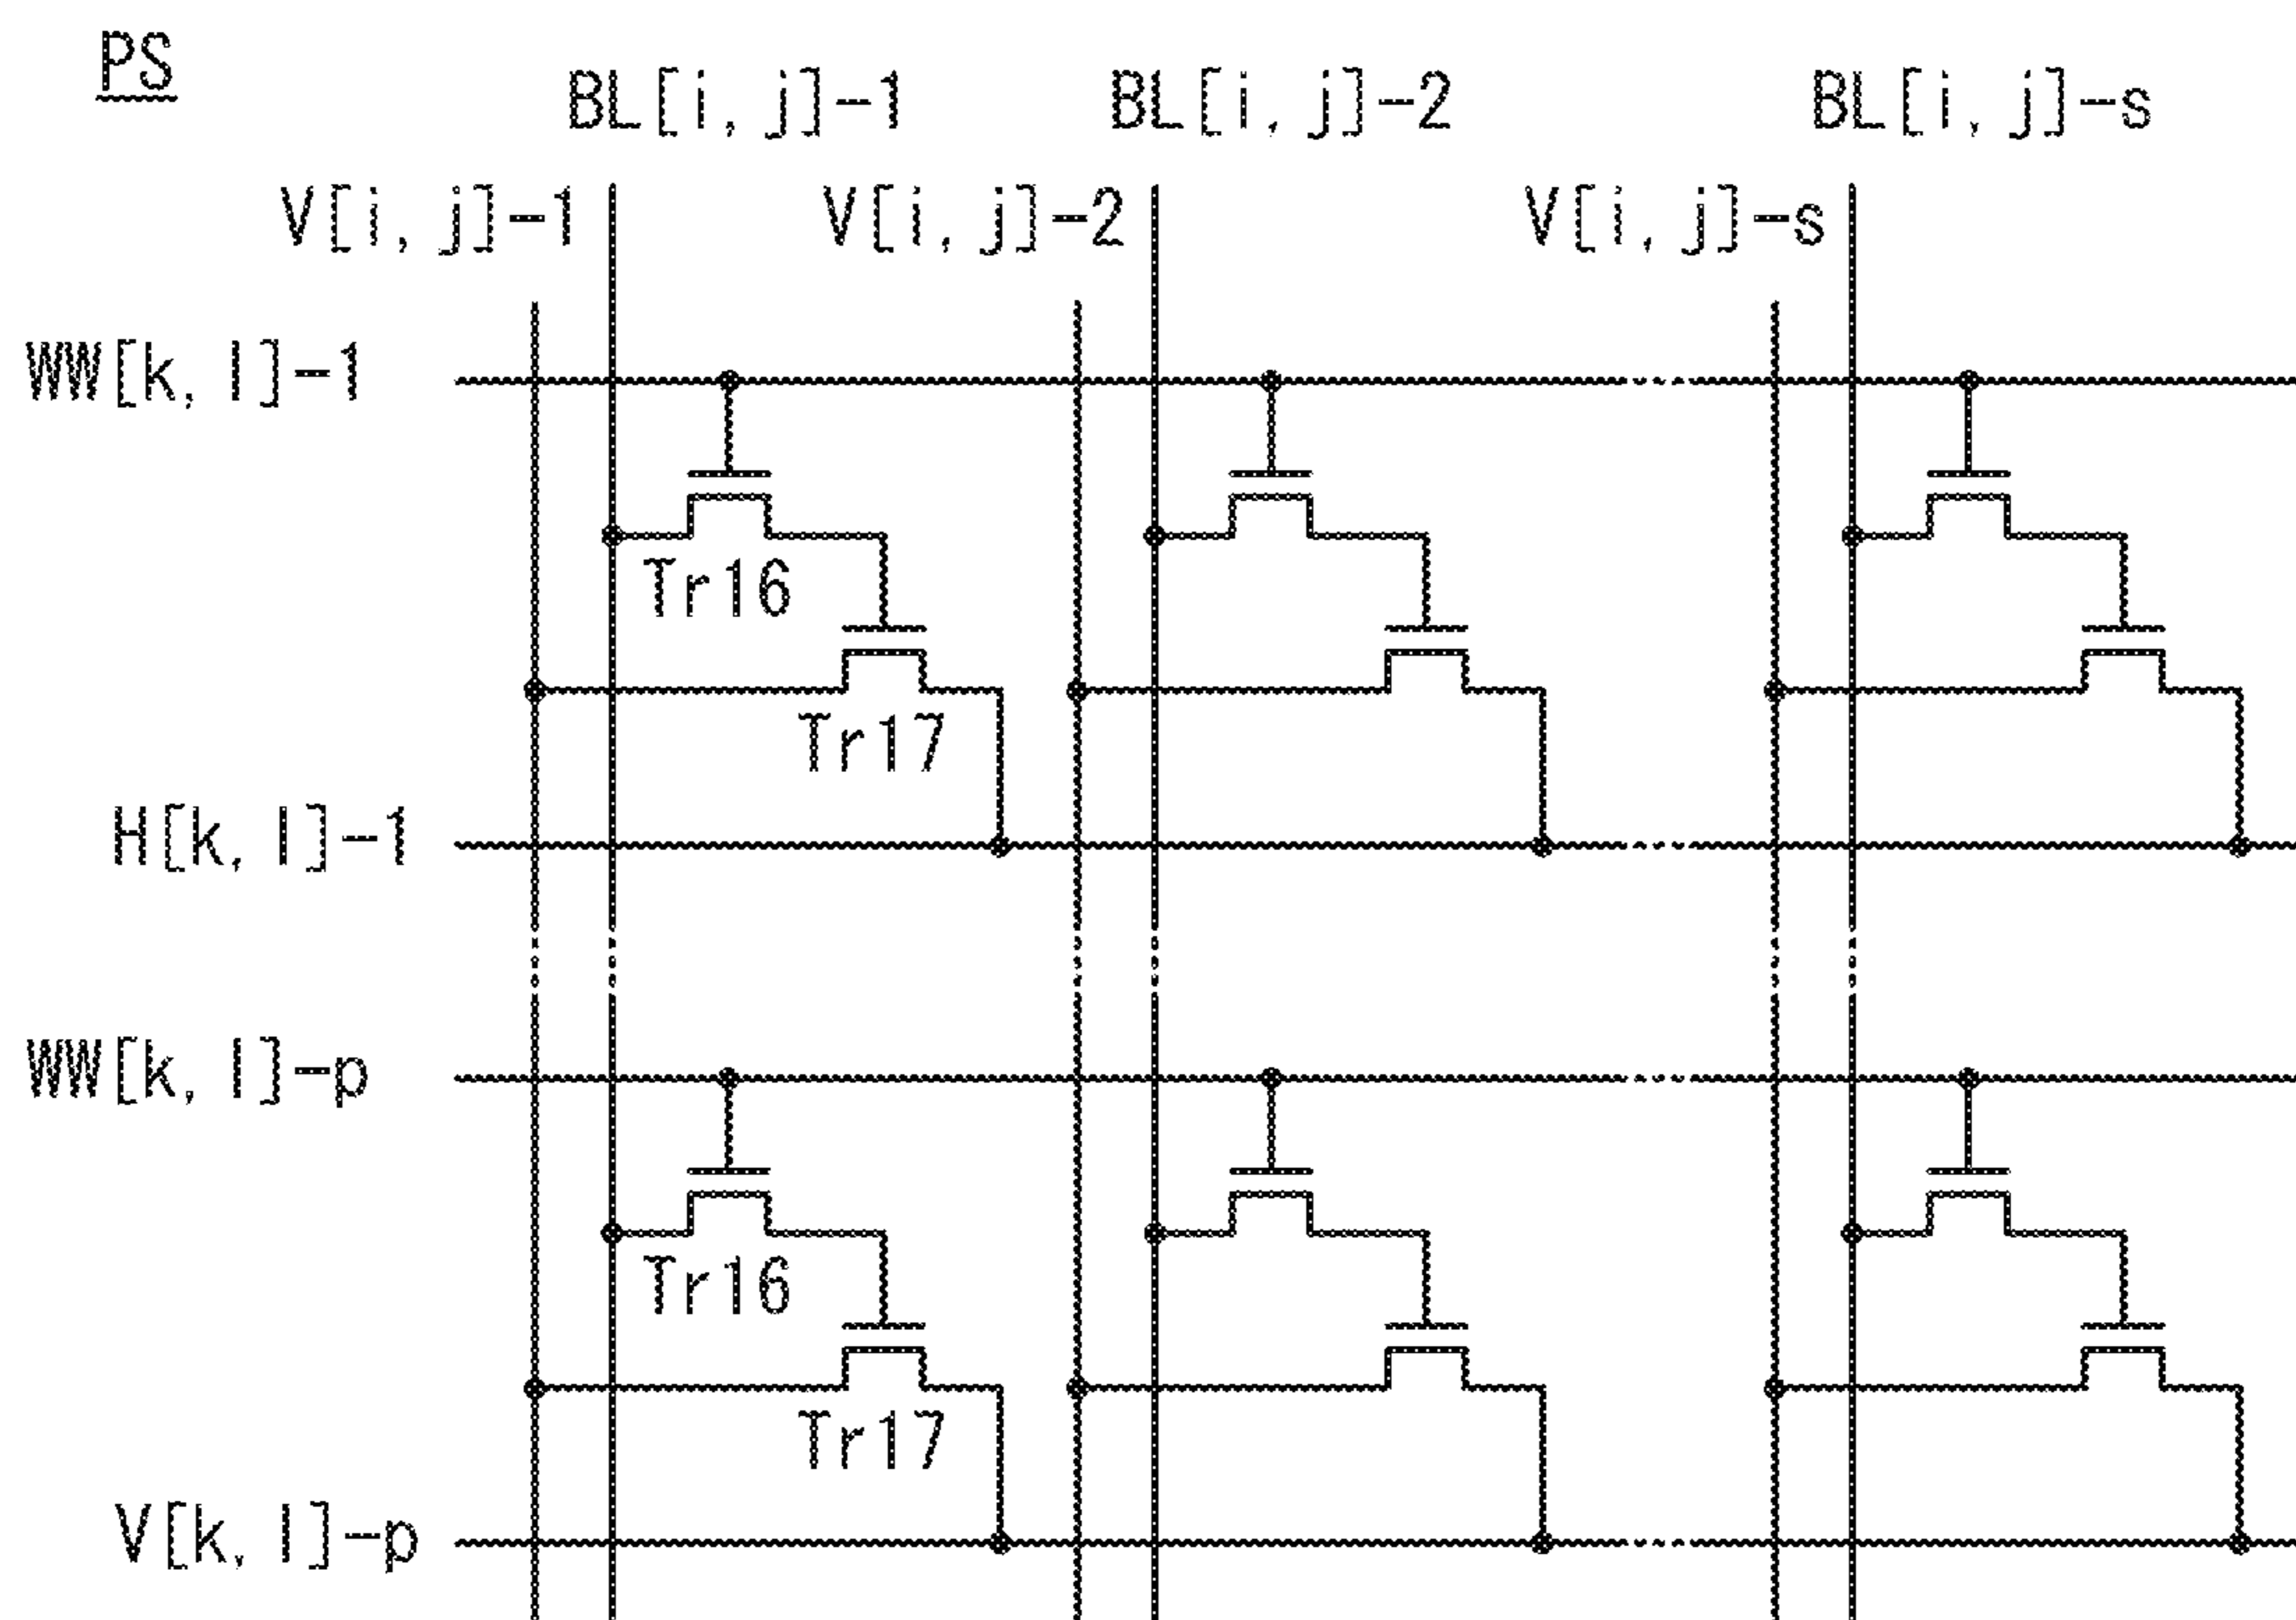 PS
BL[i, j]-1 BL[i, j]-2 BL[i, j]-s
V[i, j]-1 V[i, j]-2 V[i, j]-s
WW[k, l]-1
Tr16
Tr17
H[k, l]-1
WW[k, l]-p
Tr16
Tr17
V[k, l]-p